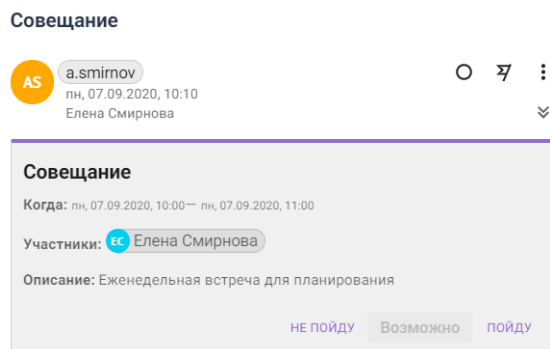 Совещание
AS
a.smirnov
пн, 07.09.2020, 10:10
Елена Смирнова
Совещание
Когда: пн, 07.09.2020, 10:00— пн, 07.09.2020, 11:00
Участники: ЕС Елена Смирнова
Описание: Еженедельная встреча для планирования
НЕ ПОЙДУ Возможно ПОЙДУ